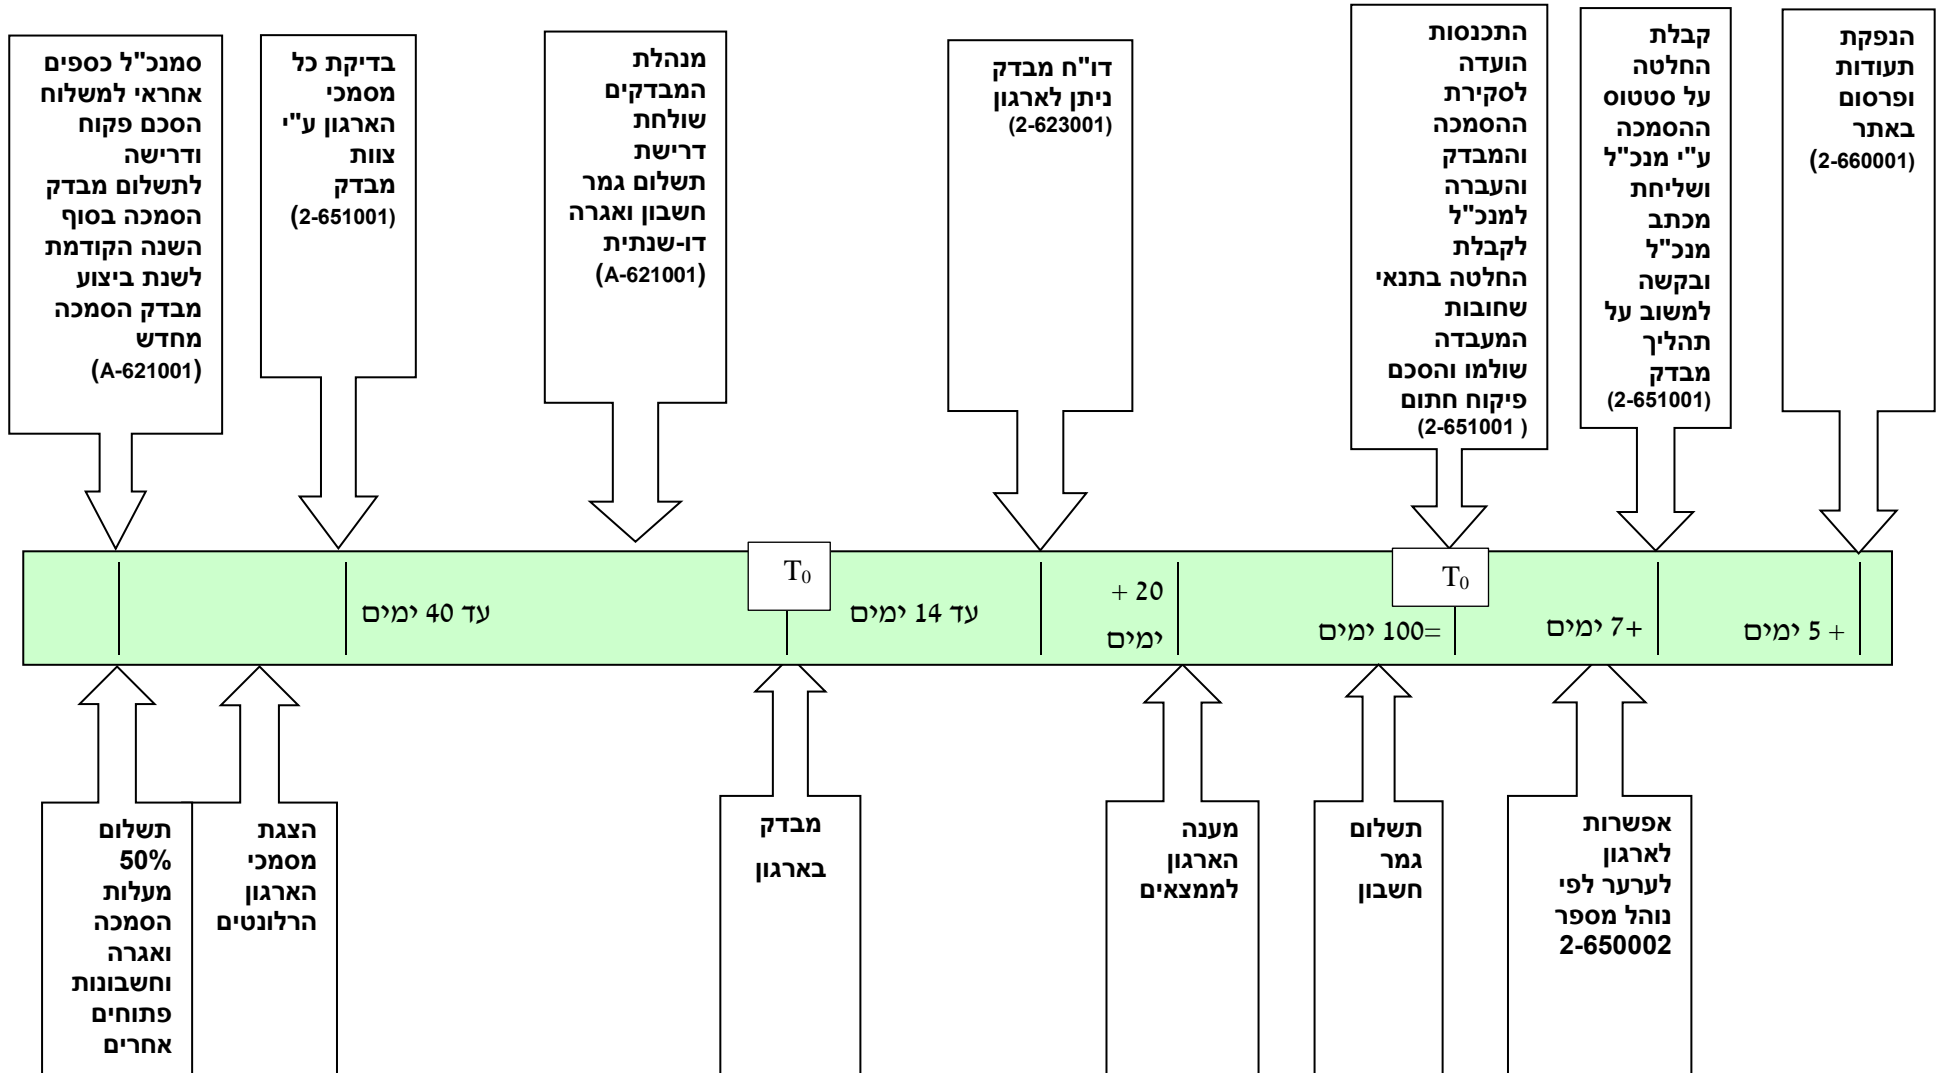 סמנכ"ל כספים
אחראי למשלוח
הסכם פקוח
ודרישה
לתשלום מבדק
הסמכה בסוף
השנה הקודמת
לשנת ביצוע
מבדק הסמכה
מחדש
(A-621001)
בדיקת כל
מסמכי
הארגון ע"י
צוות
מבדק
(2-651001)
מנהלת
המבדקים
שולחת
דרישת
תשלום גמר
חשבון ואגרה
דו-שנתית
(A-621001)
דו"ח מבדק
ניתן לארגון
(2-623001)
התכנסות
הועדה
לסקירת
ההסמכה
והמבדק
והעברה
למנכ"ל
לקבלת
החלטה בתנאי
שחובות
המעבדה
שולמו והסכם
פיקוח חתום
(2-651001 )
קבלת
החלטה
על סטטוס
ההסמכה
ע"י מנכ"ל
ושליחת
מכתב
מנכ"ל
ובקשה
למשוב על
תהליך
מבדק
(2-651001)
הנפקת
תעודות
ופרסום
באתר
(2-660001)
עד 40 ימים
T0
עד 14 ימים
+ 20
ימים
=100 ימים
T0
+7 ימים
+ 5 ימים
תשלום
50%
מעלות
הסמכה
ואגרה
וחשבונות
פתוחים
אחרים
הצגת
מסמכי
הארגון
הרלונטים
מבדק
בארגון
מענה
הארגון
לממצאים
תשלום
גמר
חשבון
אפשרות
לארגון
לערער לפי
נוהל מספר
2-650002